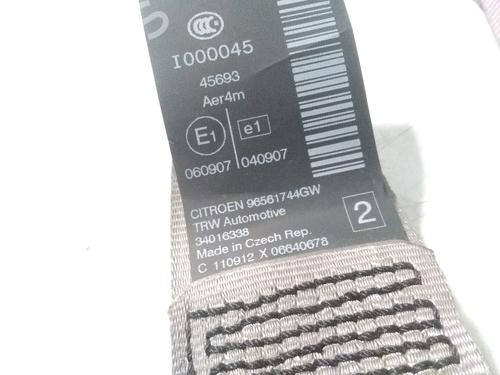 CCC
I000045
45693
Aer4m
E1 e1
060907 040907
CITROEN 96561744GW
TRW Automotive
34016338
Made in Czech Rep.
C 110912 X 06640678
2